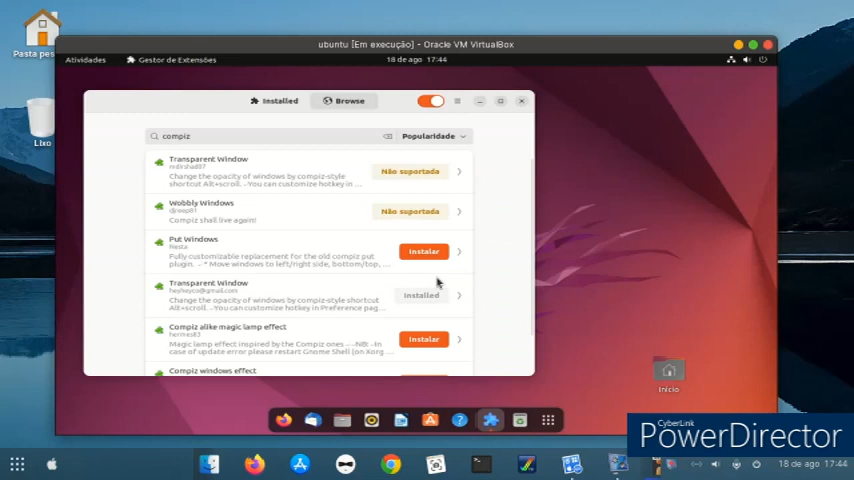 Pasta pes
Lixo
ubuntu [Em execução] - Oracle VM VirtualBox
Atividades
Gestor de Extensões
18 de ago 17:44
Installed
Browse
compiz
Popularidade
Transparent Window
mdirshad07
Change the opacity of windows by compiz-style
shortcut Alt+scroll. --You can customize hotkey in ...
Não suportada
Wobbly Windows
Compiz shall live again!
Não suportada
Put Windows
Nesta
Fully customizable replacement for the old compiz put
plugin. -- * Move windows to left/right side, bottom/top, ...
Instalar
Transparent Window
heyheyco@gmail.com
Change the opacity of windows by compiz-style shortcut
Alt+scroll. --You can customize hotkey in Preference pag...
Installed
Compiz alike magic lamp effect
hermes83
Magic lamp effect inspired by the Compiz ones -- --NB: --In
case of update error please restart Gnome Shell (on Xorg ...
Instalar
Compiz windows effect
Início
CyberLink
PowerDirector
18 de ago 17:44